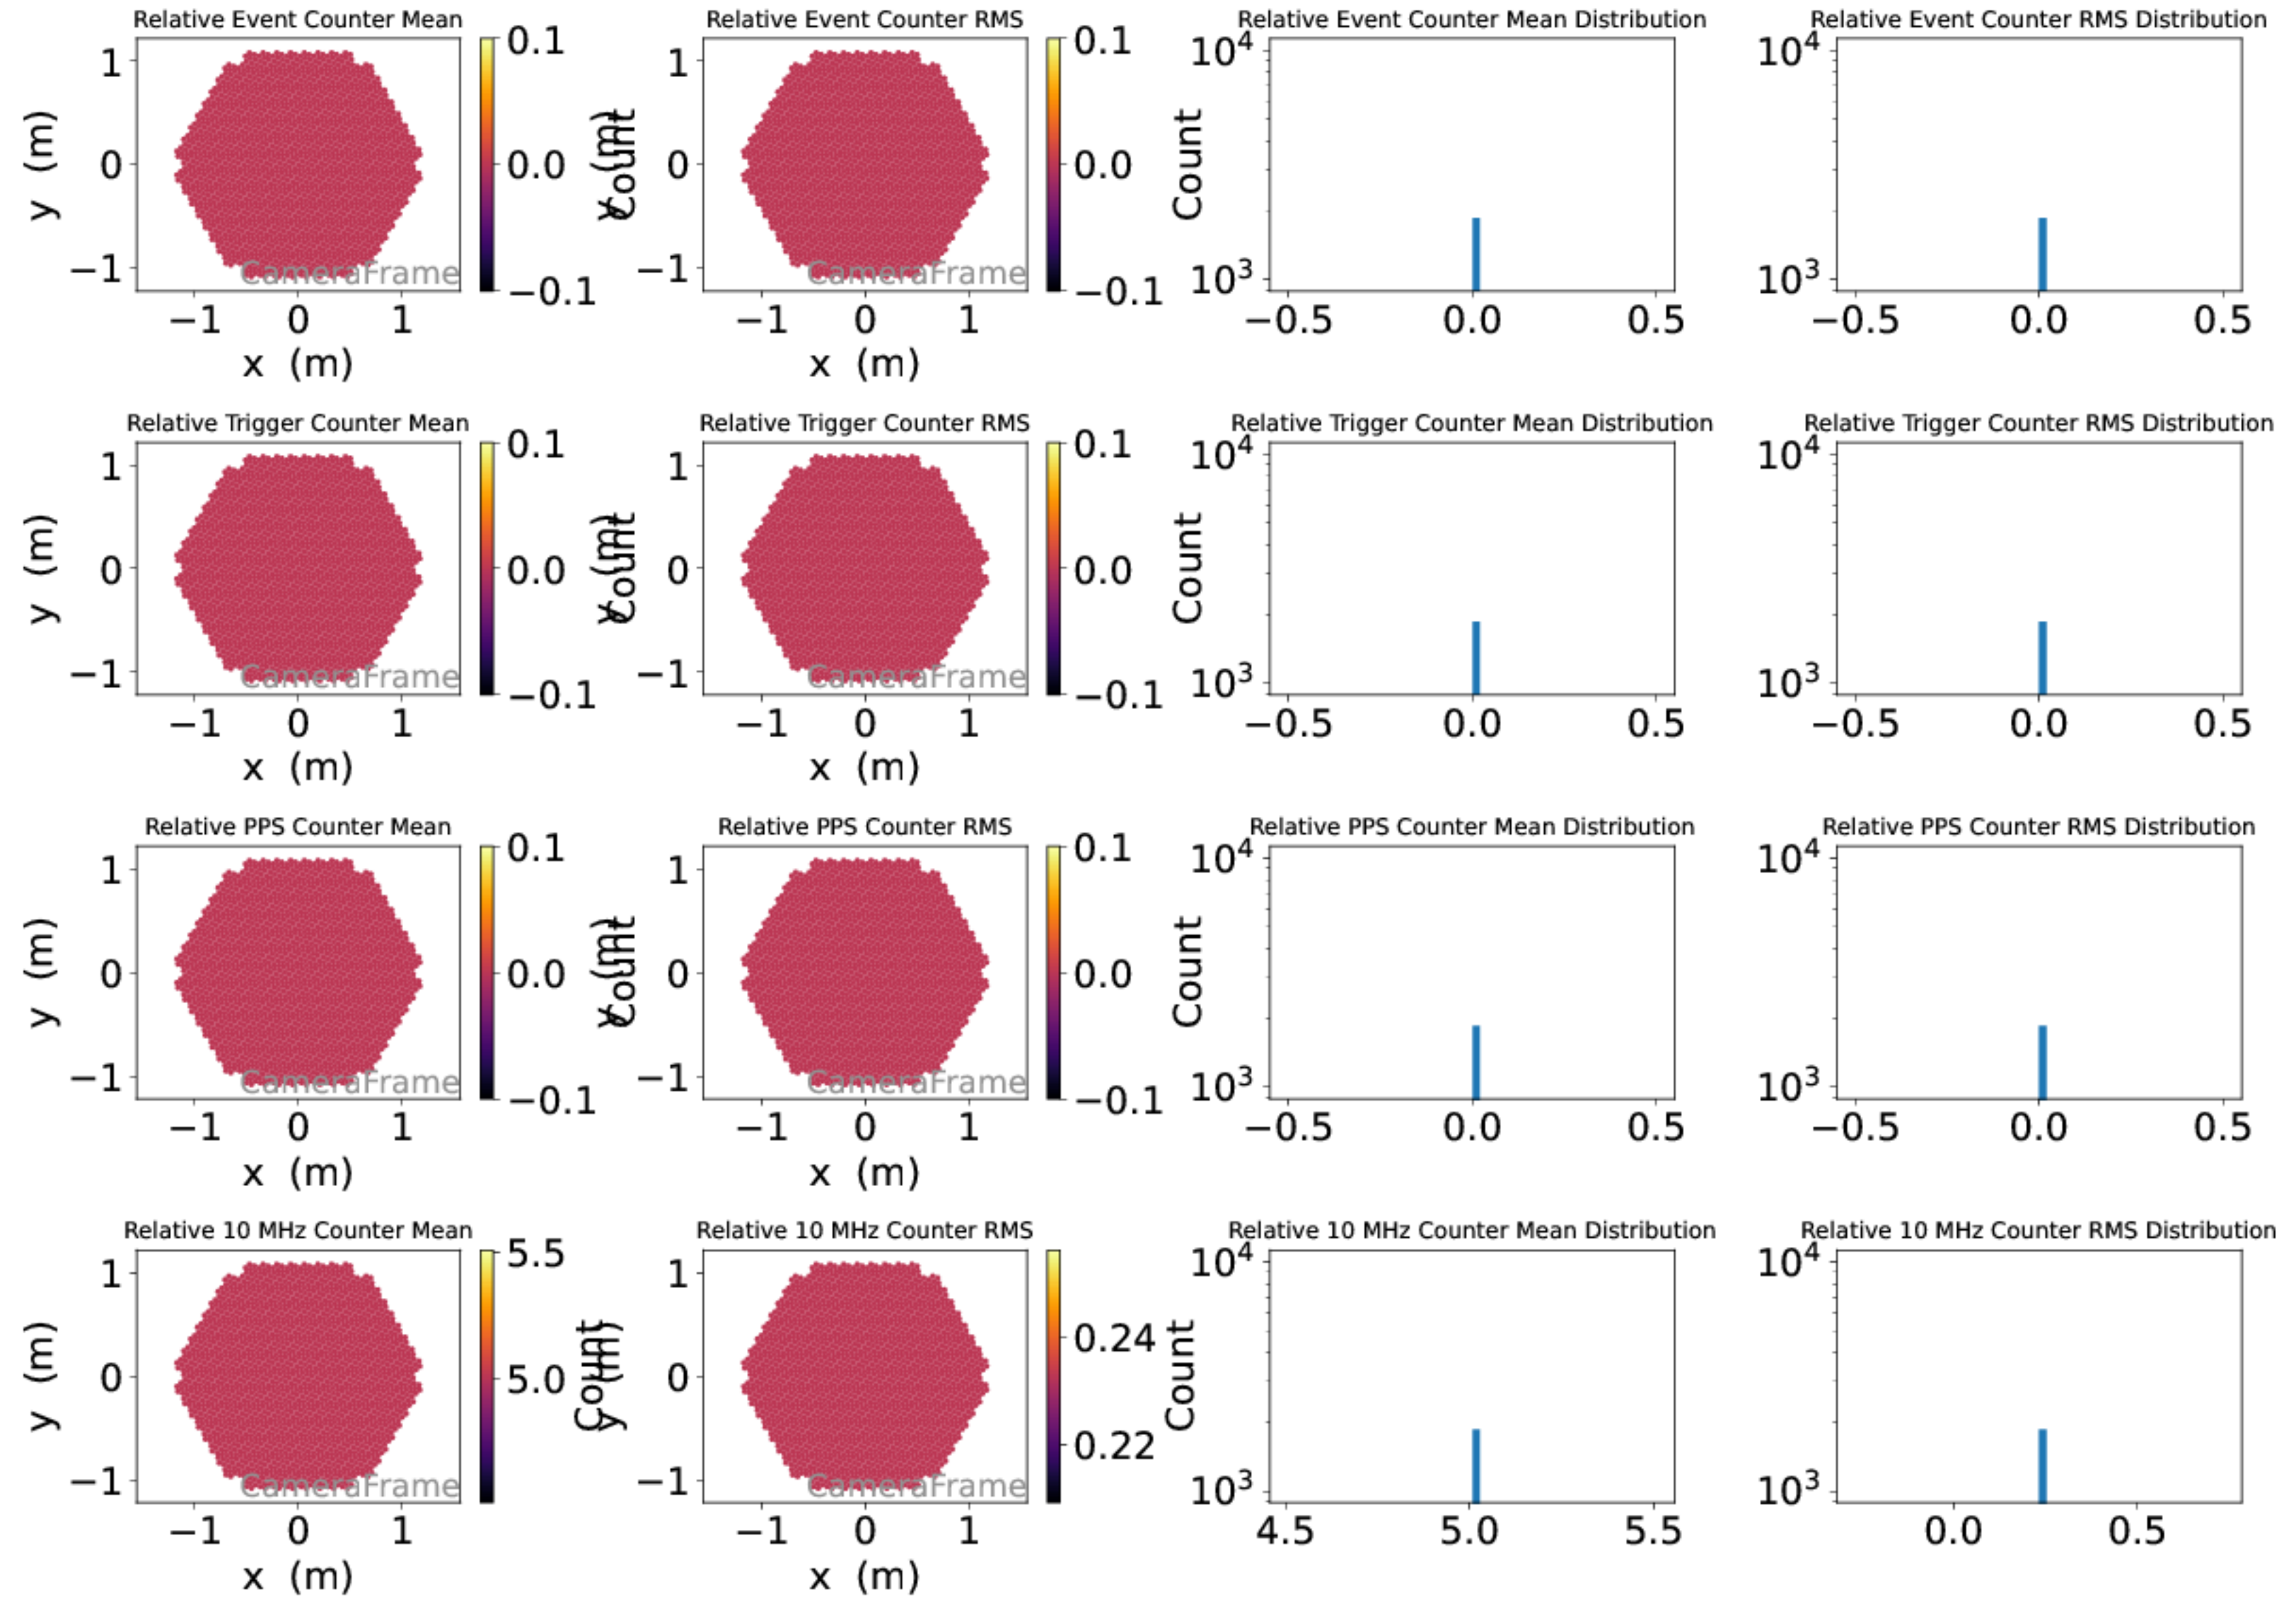 Relative Event Counter Mean
Relative Event Counter RMS
Relative Event Counter Mean Distribution
Relative Event Counter RMS Distribution
y (m)
1
0
−1
CameraFrame
−1 0 1
x (m)
0.1
0.0
−0.1
y (m)
Count
1
0
−1
CameraFrame
−1 0 1
x (m)
0.1
0.0
−0.1
Count
10^4
10^3
−0.5 0.0 0.5
10^4
10^3
−0.5 0.0 0.5
Relative Trigger Counter Mean
Relative Trigger Counter RMS
Relative Trigger Counter Mean Distribution
Relative Trigger Counter RMS Distribution
y (m)
1
0
−1
CameraFrame
−1 0 1
x (m)
0.1
0.0
−0.1
y (m)
Count
1
0
−1
CameraFrame
−1 0 1
x (m)
0.1
0.0
−0.1
Count
10^4
10^3
−0.5 0.0 0.5
10^4
10^3
−0.5 0.0 0.5
Relative PPS Counter Mean
Relative PPS Counter RMS
Relative PPS Counter Mean Distribution
Relative PPS Counter RMS Distribution
y (m)
1
0
−1
CameraFrame
−1 0 1
x (m)
0.1
0.0
−0.1
y (m)
Count
1
0
−1
CameraFrame
−1 0 1
x (m)
0.1
0.0
−0.1
Count
10^4
10^3
−0.5 0.0 0.5
10^4
10^3
−0.5 0.0 0.5
Relative 10 MHz Counter Mean
Relative 10 MHz Counter RMS
Relative 10 MHz Counter Mean Distribution
Relative 10 MHz Counter RMS Distribution
y (m)
1
0
−1
CameraFrame
−1 0 1
x (m)
5.5
5.0
Count
y (m)
1
0
−1
CameraFrame
−1 0 1
x (m)
0.24
0.22
Count
10^4
10^3
4.5 5.0 5.5
10^4
10^3
0.0 0.5